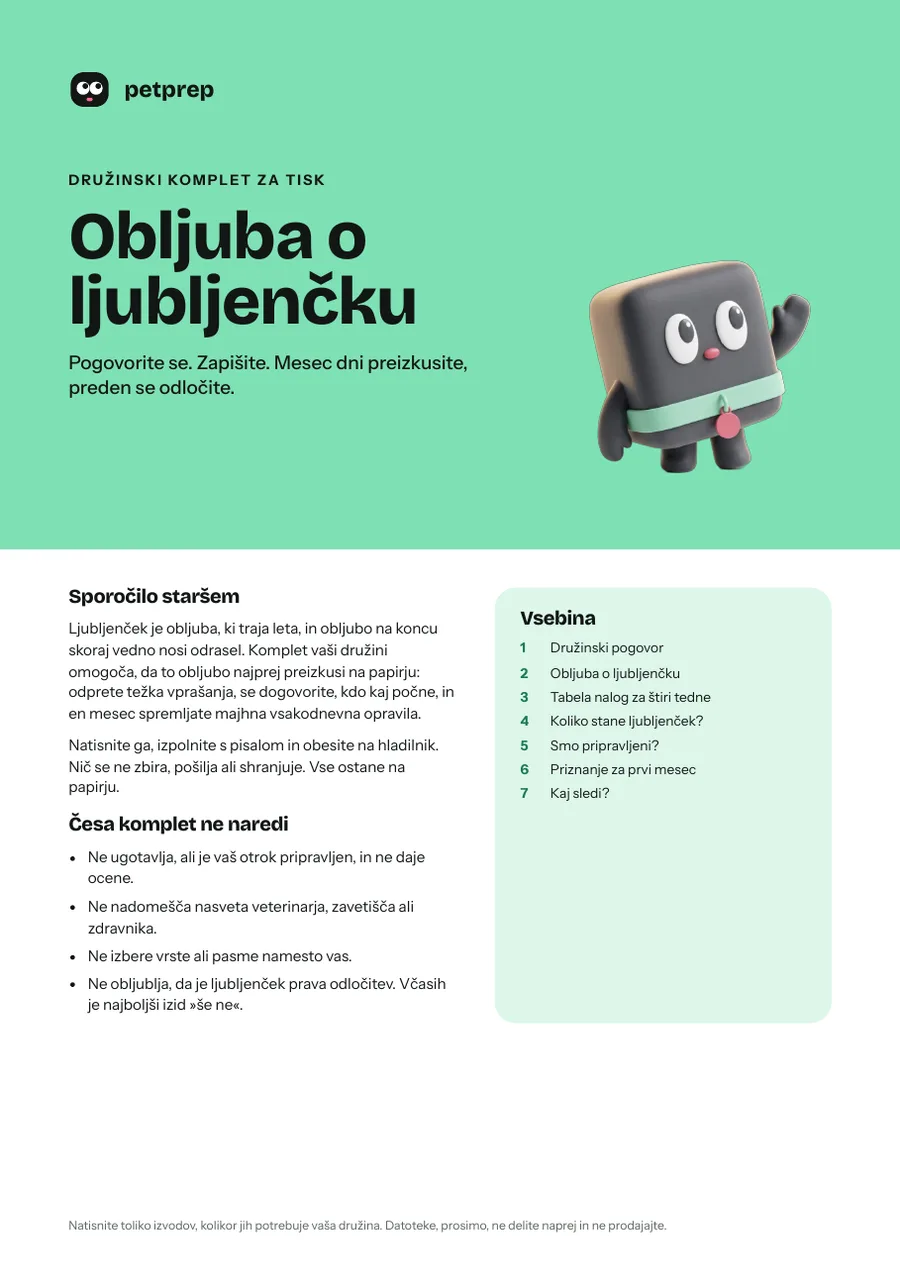 petprep
DRUŽINSKI KOMPLET ZA TISK
Obljuba o
ljubljenčku
Pogovorite se. Zapišite. Mesec dni preizkusite,
preden se odločite.
Sporočilo staršem
Ljubljenček je obljuba, ki traja leta, in obljubo na koncu
skoraj vedno nosi odrasel. Komplet vaši družini
omogoča, da to obljubo najprej preizkusi na papirju:
odprete težka vprašanja, se dogovorite, kdo kaj počne, in
en mesec spremljate majhna vsakodnevna opravila.
Natisnite ga, izpolnite s pisalom in obesite na hladilnik.
Nič se ne zbira, pošilja ali shranjuje. Vse ostane na
papirju.
Česa komplet ne naredi
• Ne ugotavlja, ali je vaš otrok pripravljen, in ne daje
ocene.
• Ne nadomešča nasveta veterinarja, zavetišča ali
zdravnika.
• Ne izbere vrste ali pasme namesto vas.
• Ne obljublja, da je ljubljenček prava odločitev. Včasih
je najboljši izid »še ne«.
Vsebina
1 Družinski pogovor
2 Obljuba o ljubljenčku
3 Tabela nalog za štiri tedne
4 Koliko stane ljubljenček?
5 Smo pripravljeni?
6 Priznanje za prvi mesec
7 Kaj sledi?
Natisnite toliko izvodov, kolikor jih potrebuje vaša družina. Datoteke, prosimo, ne delite naprej in ne prodajajte.